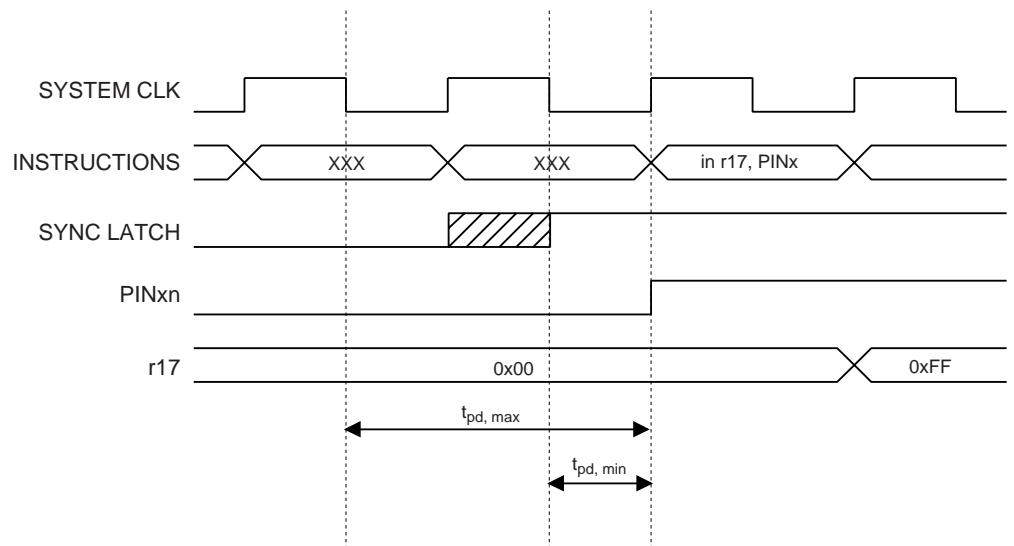 SYSTEM CLK
INSTRUCTIONS XXX XXX in r17, PINx
SYNC LATCH
PINxn
r17 0x00 0xFF
tpd, max
tpd, min